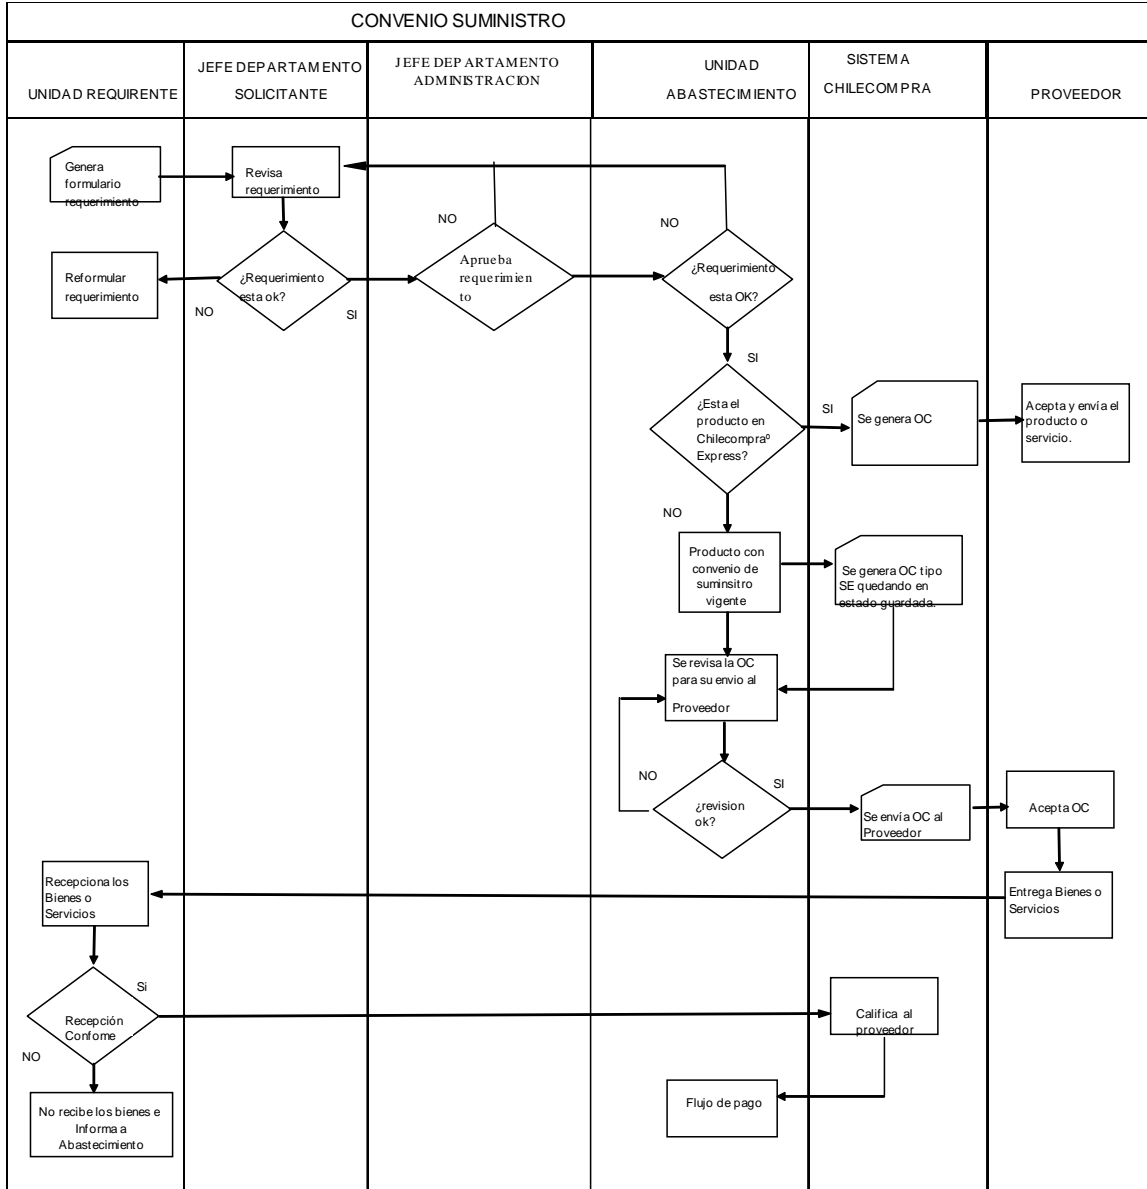 CONVENIO SUMINISTRO
UNIDAD REQUIRENTE
JEFE DEPARTAMENTO
SOLICITANTE
JEFE DEPARTAMENTO
ADMINISTRACION
UNIDAD
ABASTECIMIENTO
SISTEMA
CHILECOMPRA
PROVEEDOR
Genera
formulario
requerimiento
Revisa
requerimiento
NO
NO
Reformular
requerimiento
¿Requerimiento
esta ok?
NO
SI
Aprueba
requerimien
to
¿Requerimiento
esta OK?
SI
¿Esta el
producto en
Chilecompraº
Express?
SI
Se genera OC
Acepta y envía el
producto o
servicio.
NO
Producto con
convenio de
suminsitro
vigente
Se genera OC tipo
SE quedando en
estado guardada.
Se revisa la OC
para su envio al
Proveedor
NO
SI
¿revision
ok?
Se envía OC al
Proveedor
Acepta OC
Recepciona los
Bienes o
Servicios
Entrega Bienes o
Servicios
Si
Recepción
Confome
NO
Califica al
proveedor
No recibe los bienes e
Informa a
Abastecimiento
Flujo de pago